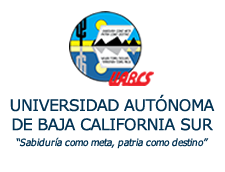 UABCS
UNIVERSIDAD AUTÓNOMA
DE BAJA CALIFORNIA SUR
“Sabiduría como meta, patria como destino”